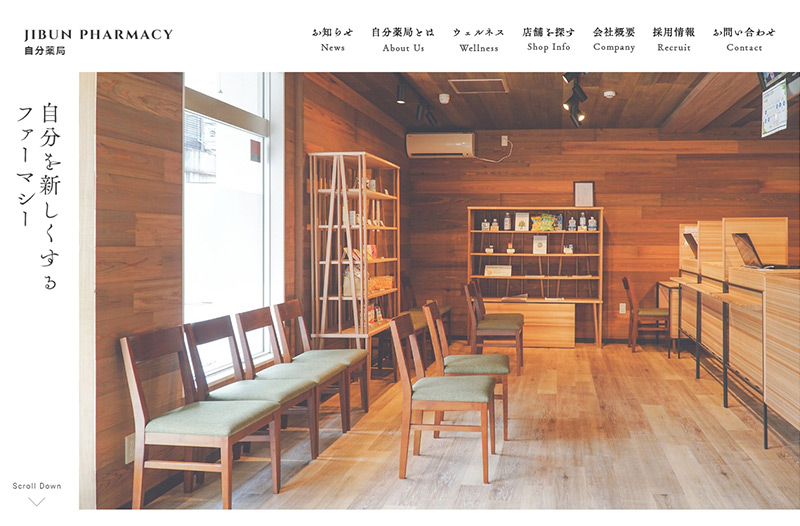 JIBUN PHARMACY
自分薬局
お知らせ
News
自分薬局とは
About Us
ウェルネス
Wellness
店舗を探す
Shop Info
会社概要
Company
採用情報
Recruit
お問い合わせ
Contact
自分を新しくする
ファーマシー
Scroll Down